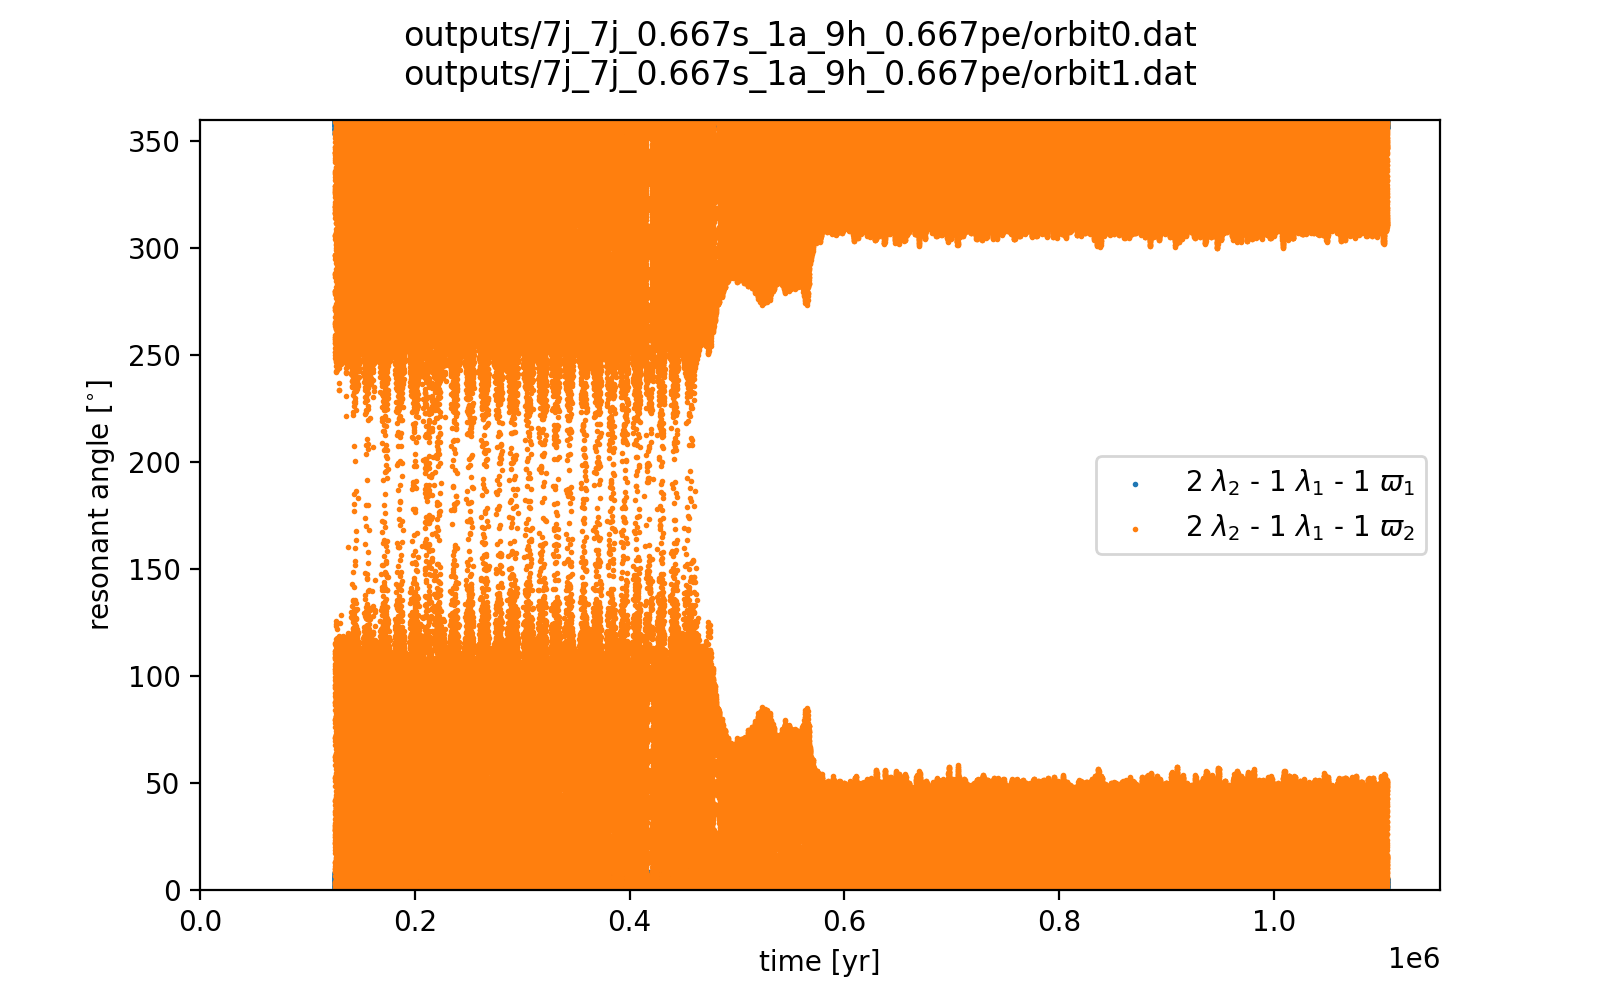 outputs/7j_7j_0.667s_1a_9h_0.667pe/orbit0.dat
outputs/7j_7j_0.667s_1a_9h_0.667pe/orbit1.dat
350
300
250
200
150
100
50
0
resonant angle [°]
2 λ₂ - 1 λ₁ - 1 ϖ₁
2 λ₂ - 1 λ₁ - 1 ϖ₂
0.0 0.2 0.4 0.6 0.8 1.0
1e6
time [yr]